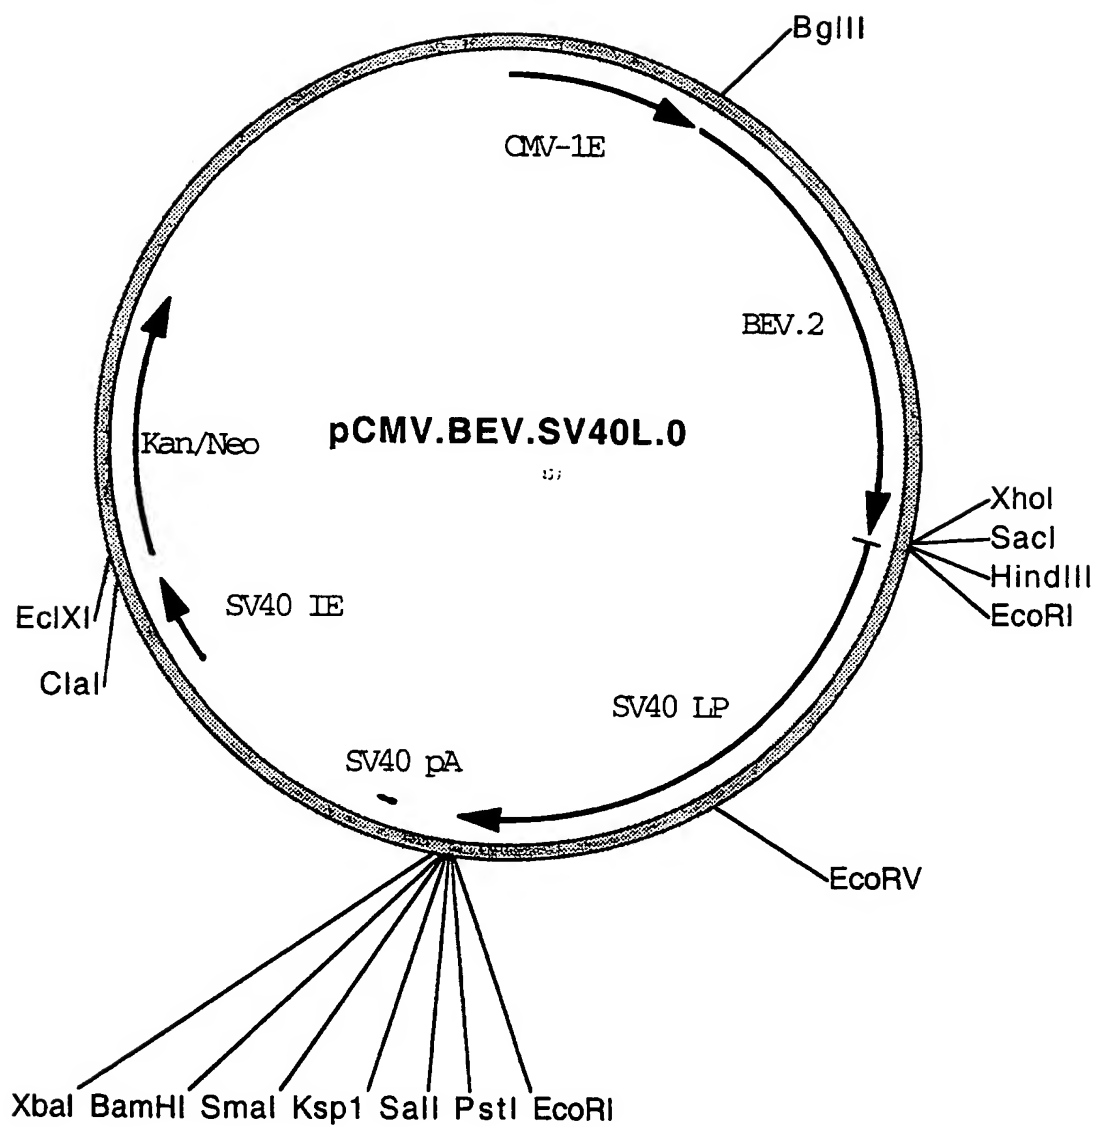 BglII
CMV-1E
BEV.2
pCMV.BEV.SV40L.0
Kan/Neo
XhoI
SacI
HindIII
EcoRI
SV40 IE
EclXI
ClaI
SV40 LP
SV40 pA
EcoRV
XbaI BamHI SmaI Ksp1 SalI PstI EcoRI